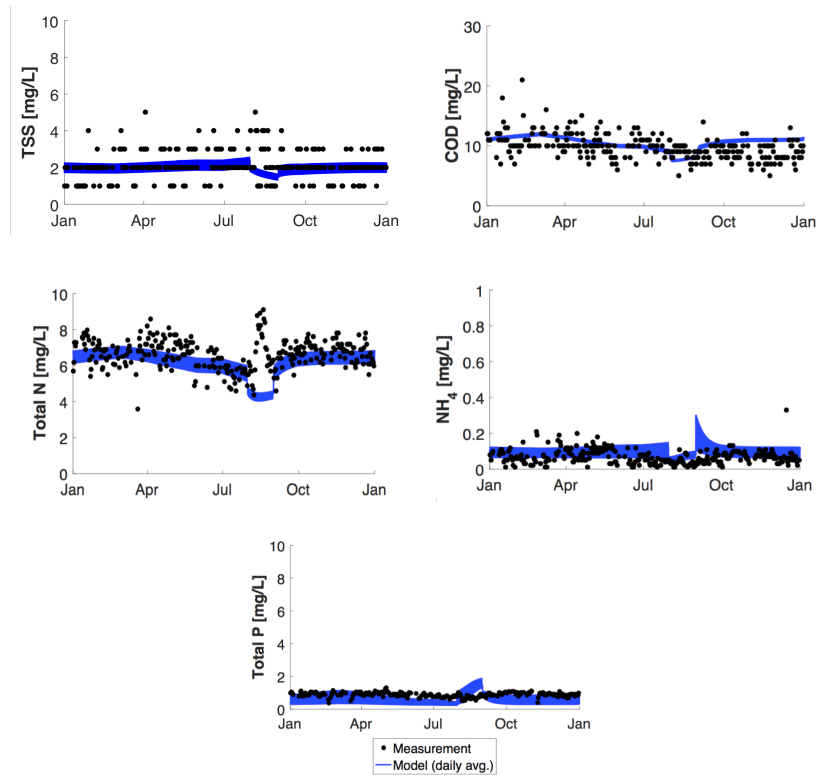 10
8
6
4
2
0
TSS [mg/L]
Jan Apr Jul Oct Jan
30
20
10
0
COD [mg/L]
Jan Apr Jul Oct Jan
10
8
6
4
2
0
Total N [mg/L]
Jan Apr Jul Oct Jan
1
0.8
0.6
0.4
0.2
0
NH4 [mg/L]
Jan Apr Jul Oct Jan
10
8
6
4
2
0
Total P [mg/L]
Jan Apr Jul Oct Jan
Measurement
Model (daily avg.)